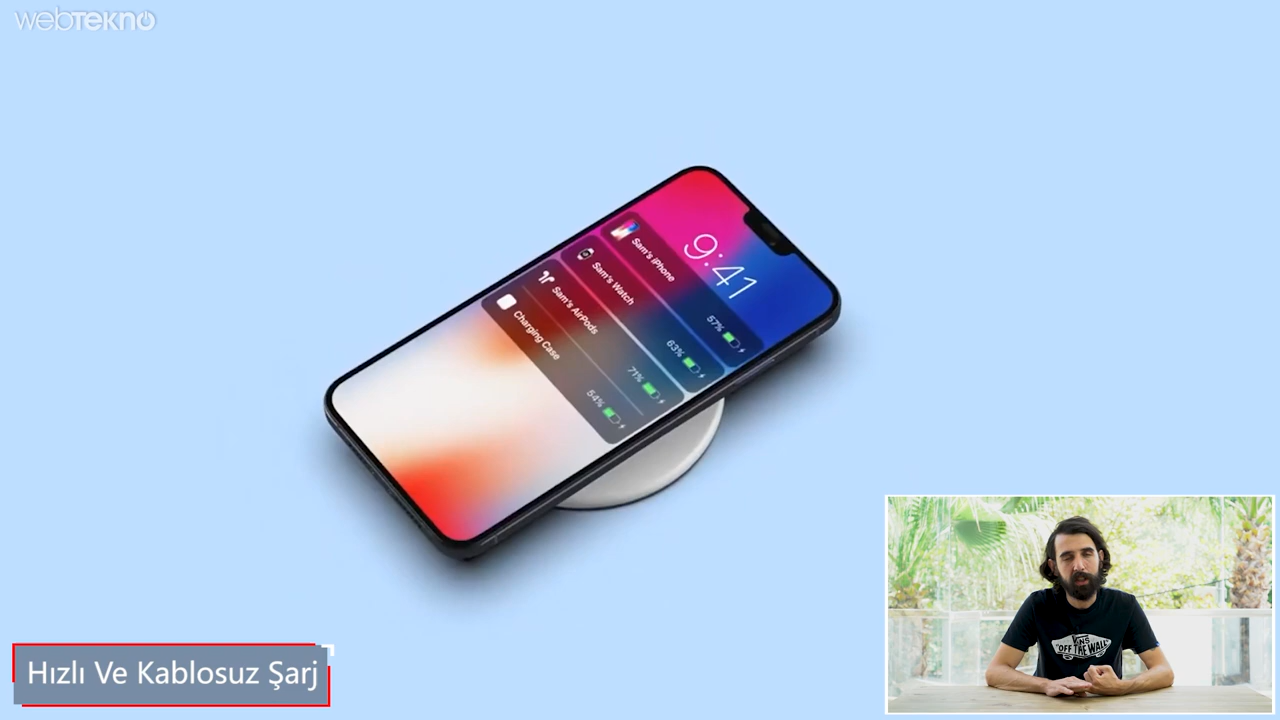 webTEKNO
9:41
Sam's iPhone
57%
Sam's Watch
63%
Sam's AirPods
71%
Charging Case
54%
Hızlı Ve Kablosuz Şarj
VANS
"OFF THE WALL"